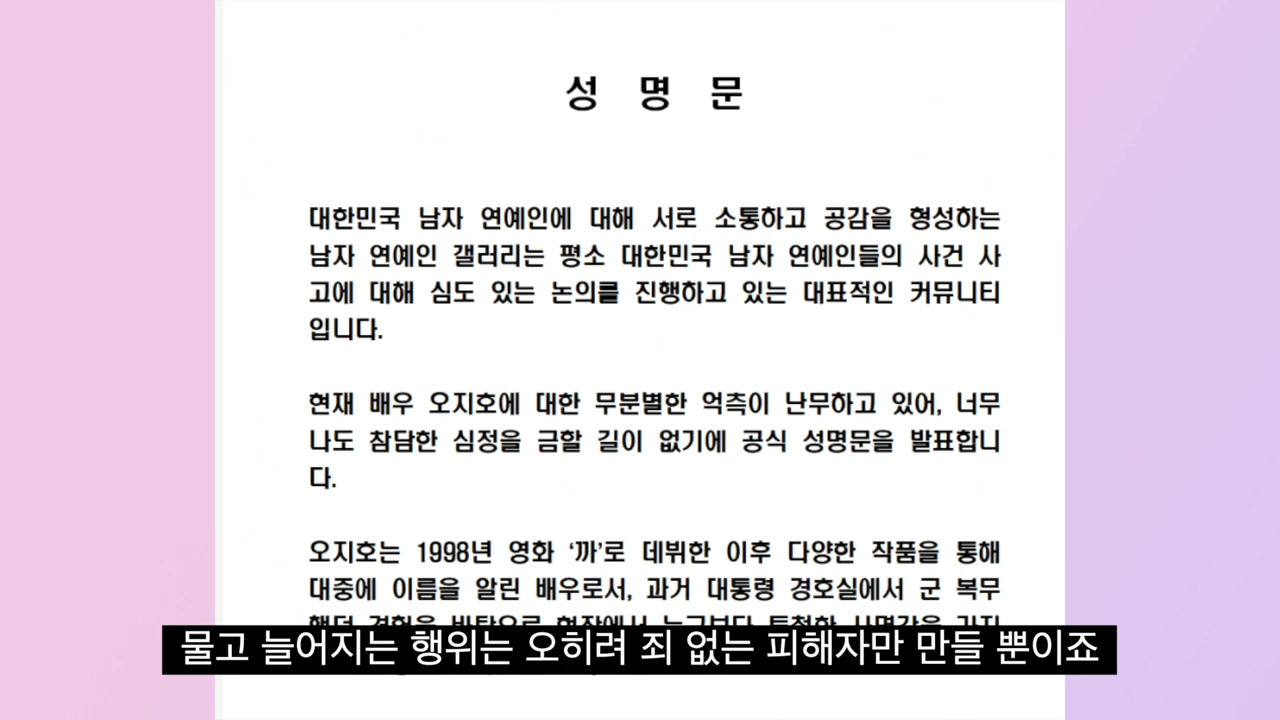 성 명 문
대한민국 남자 연예인에 대해 서로 소통하고 공감을 형성하는
남자 연예인 갤러리는 평소 대한민국 남자 연예인들의 사건 사
고에 대해 심도 있는 논의를 진행하고 있는 대표적인 커뮤니티
입니다.
현재 배우 오지호에 대한 무분별한 억측이 난무하고 있어, 너무
나도 참담한 심정을 금할 길이 없기에 공식 성명문을 발표합니
다.
오지호는 1998년 영화 ‘까’로 데뷔한 이후 다양한 작품을 통해
대중에 이름을 알린 배우로서, 과거 대통령 경호실에서 군 복무
물고 늘어지는 행위는 오히려 죄 없는 피해자만 만들 뿐이죠